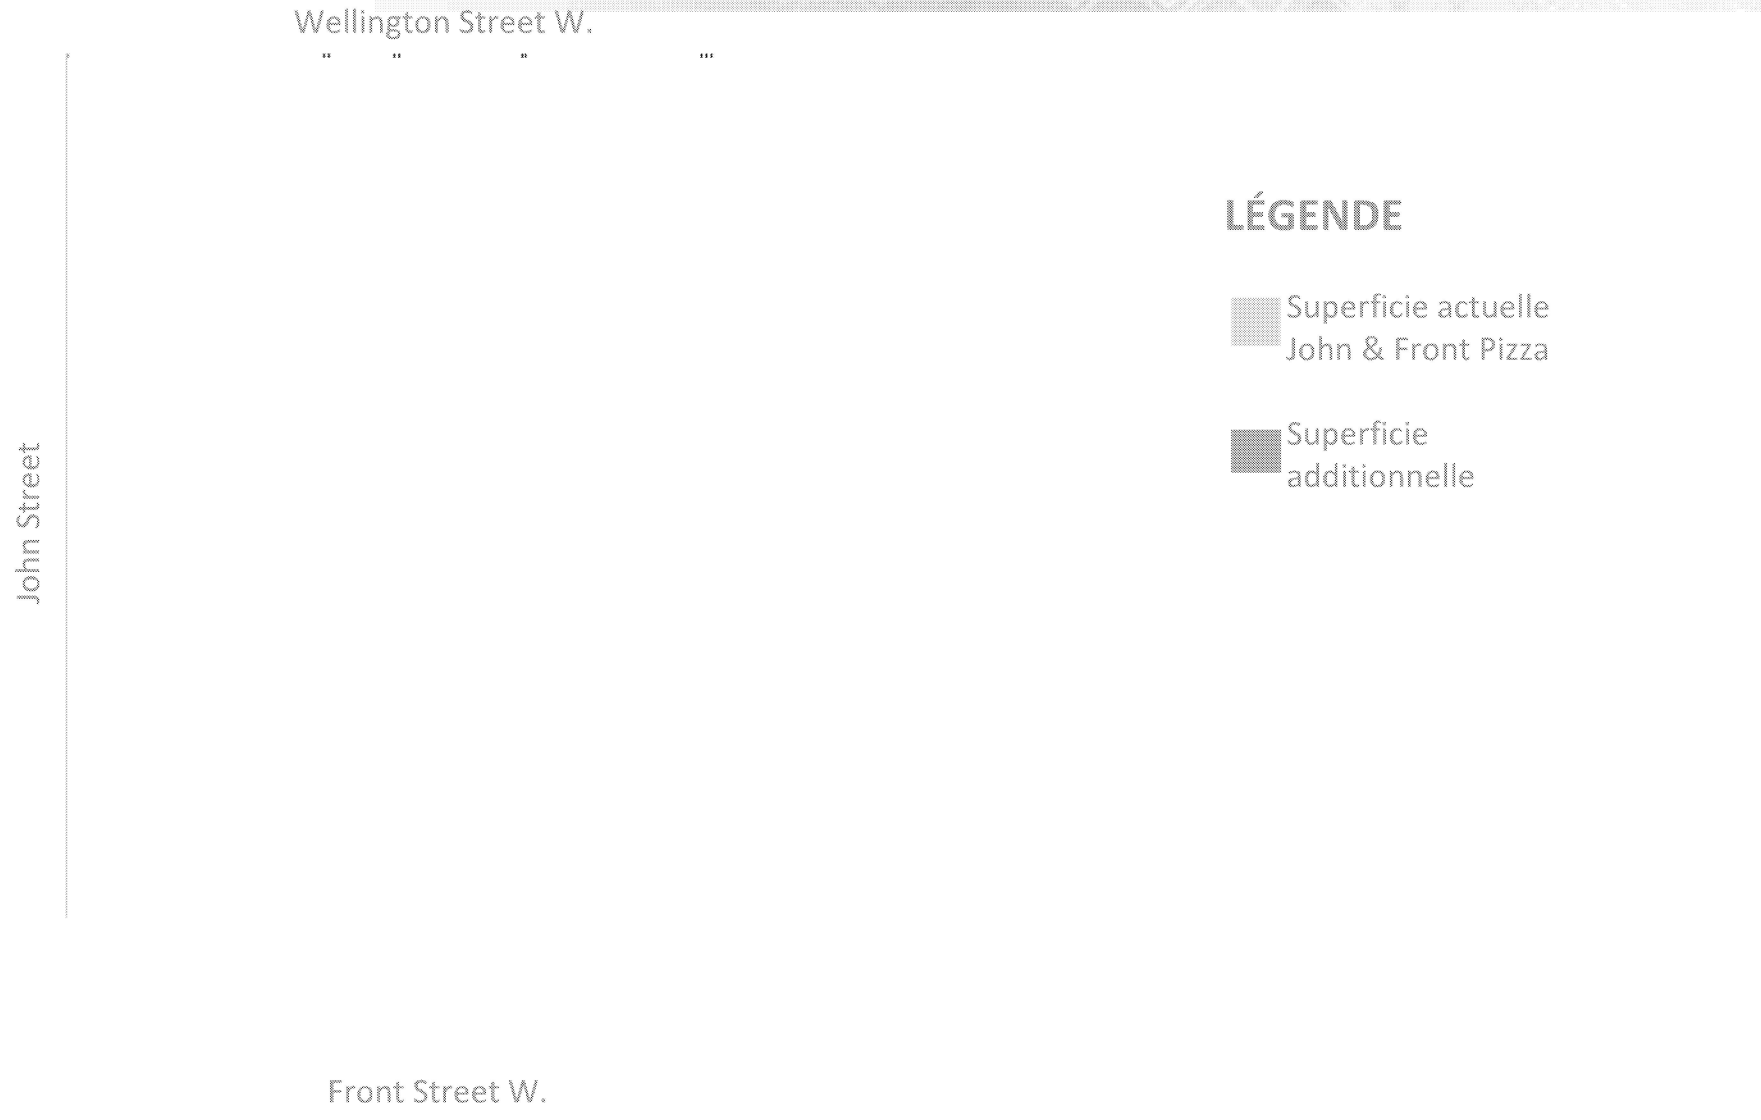 Wellington Street W.
LÉGENDE
Superficie actuelle
John & Front Pizza
Superficie
additionnelle
John Street
Front Street W.